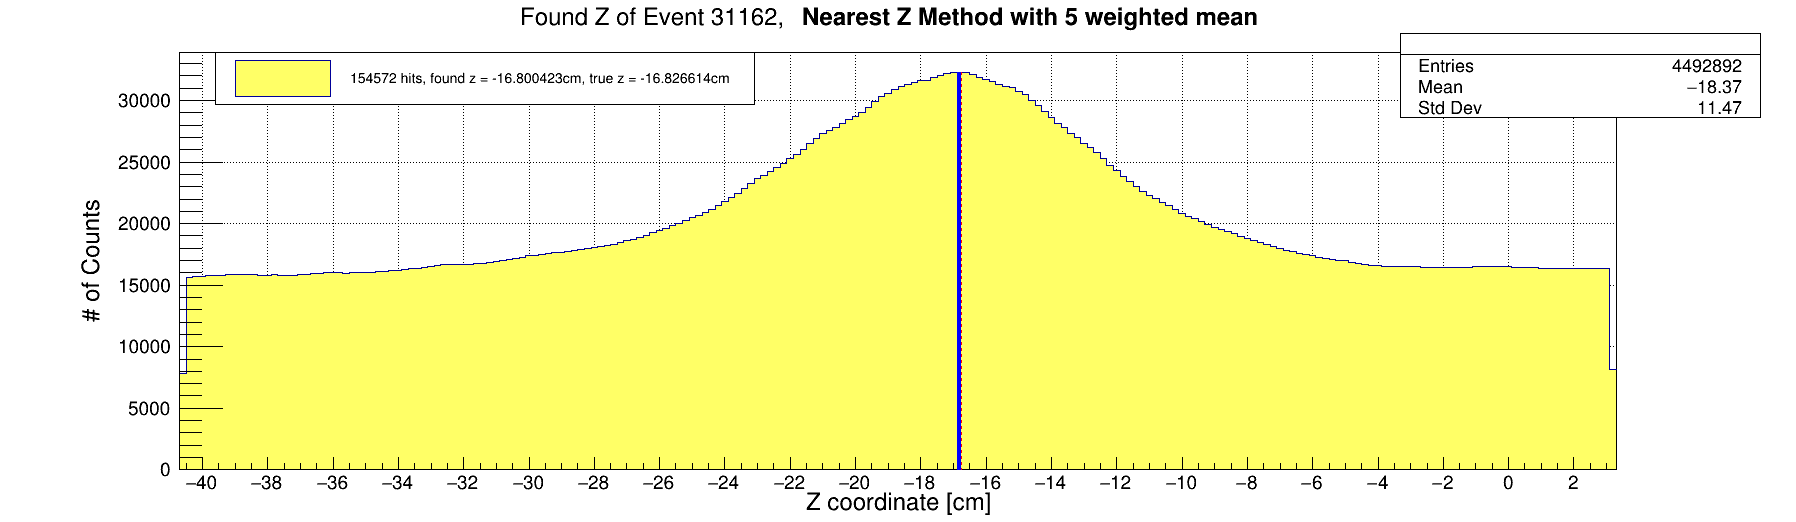 Found Z of Event 31162, Nearest Z Method with 5 weighted mean
154572 hits, found z = -16.800423cm, true z = -16.826614cm
Entries 4492892
Mean −18.37
Std Dev 11.47
# of Counts
30000
25000
20000
15000
10000
5000
0
−40 −38 −36 −34 −32 −30 −28 −26 −24 −22 −20 −18 −16 −14 −12 −10 −8 −6 −4 −2 0 2
Z coordinate [cm]